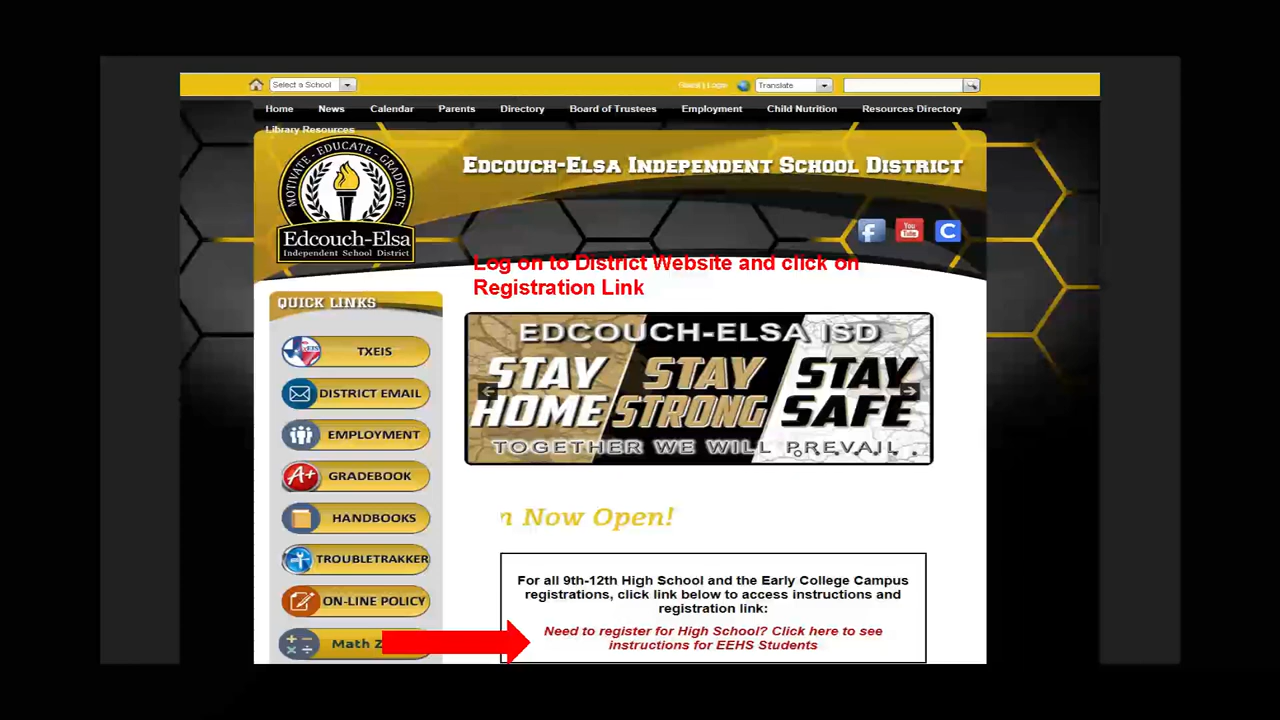 Select a School
Guest | Login
Translate
Home News Calendar Parents Directory Board of Trustees Employment Child Nutrition Resources Directory
Library Resources
MOTIVATE - EDUCATE - GRADUATE
Edcouch-Elsa
Independent School District
EDCOUCH-ELSA INDEPENDENT SCHOOL DISTRICT
f You Tube C
Log on to District Website and click on
Registration Link
QUICK LINKS
TXEIS
DISTRICT EMAIL
EMPLOYMENT
A+ GRADEBOOK
HANDBOOKS
TROUBLETRAKKER
ON-LINE POLICY
Math
EDCOUCH-ELSA ISD
STAY STAY STAY
HOME STRONG SAFE
TOGETHER WE WILL PREVAIL
n Now Open!
For all 9th-12th High School and the Early College Campus
registrations, click link below to access instructions and
registration link:
Need to register for High School? Click here to see
instructions for EEHS Students